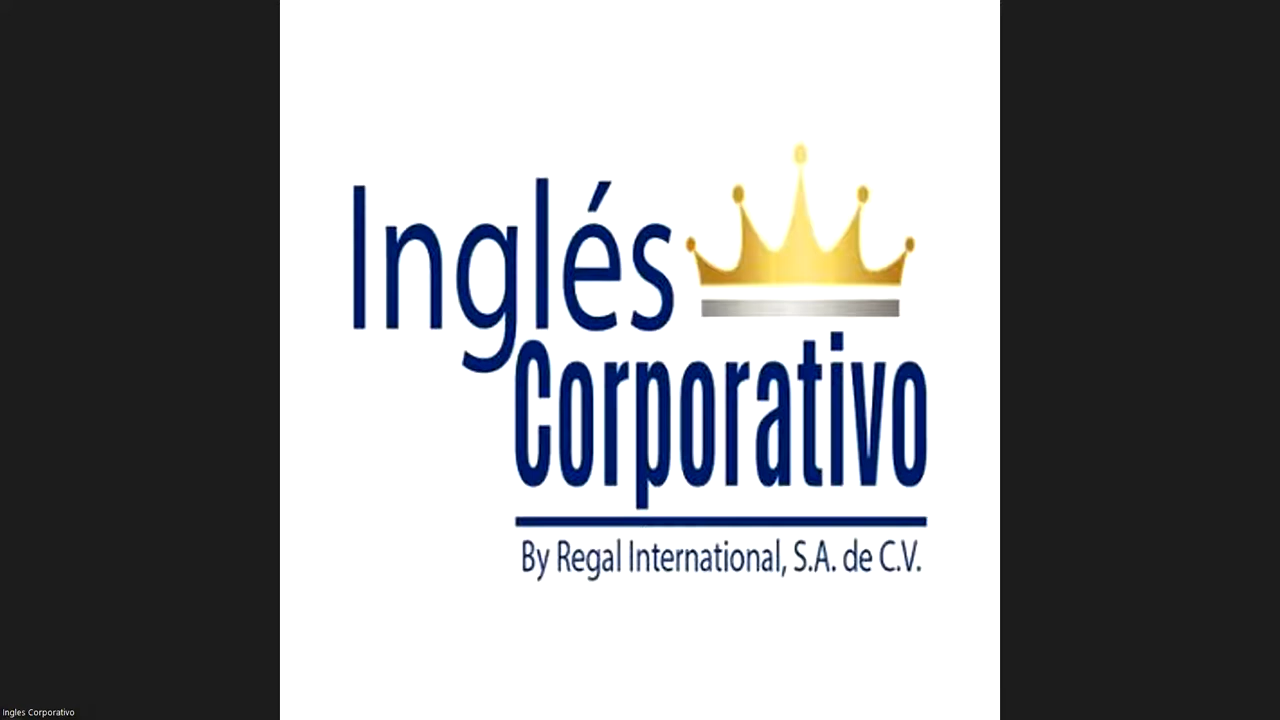 Inglés
Corporativo
By Regal International, S.A. de C.V.
Ingles Corporativo